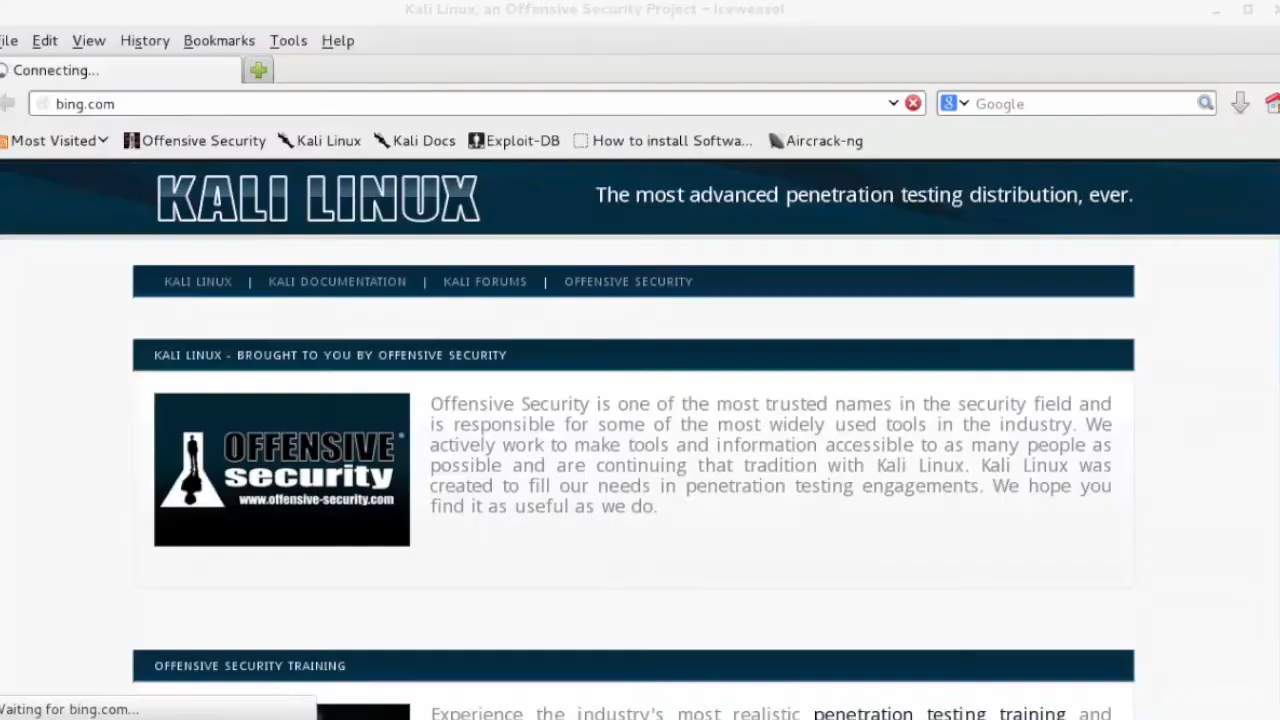 Kali Linux, an Offensive Security Project - Iceweasel
ile Edit View History Bookmarks Tools Help
Connecting...
bing.com
Google
Most Visited Offensive Security Kali Linux Kali Docs Exploit-DB How to install Softwa... Aircrack-ng
KALI LINUX The most advanced penetration testing distribution, ever.
KALI LINUX | KALI DOCUMENTATION | KALI FORUMS | OFFENSIVE SECURITY
KALI LINUX - BROUGHT TO YOU BY OFFENSIVE SECURITY
OFFENSIVE
security
www.offensive-security.com
Offensive Security is one of the most trusted names in the security field and
is responsible for some of the most widely used tools in the industry. We
actively work to make tools and information accessible to as many people as
possible and are continuing that tradition with Kali Linux. Kali Linux was
created to fill our needs in penetration testing engagements. We hope you
find it as useful as we do.
OFFENSIVE SECURITY TRAINING
Experience the industry's most realistic penetration testing training and
Waiting for bing.com...